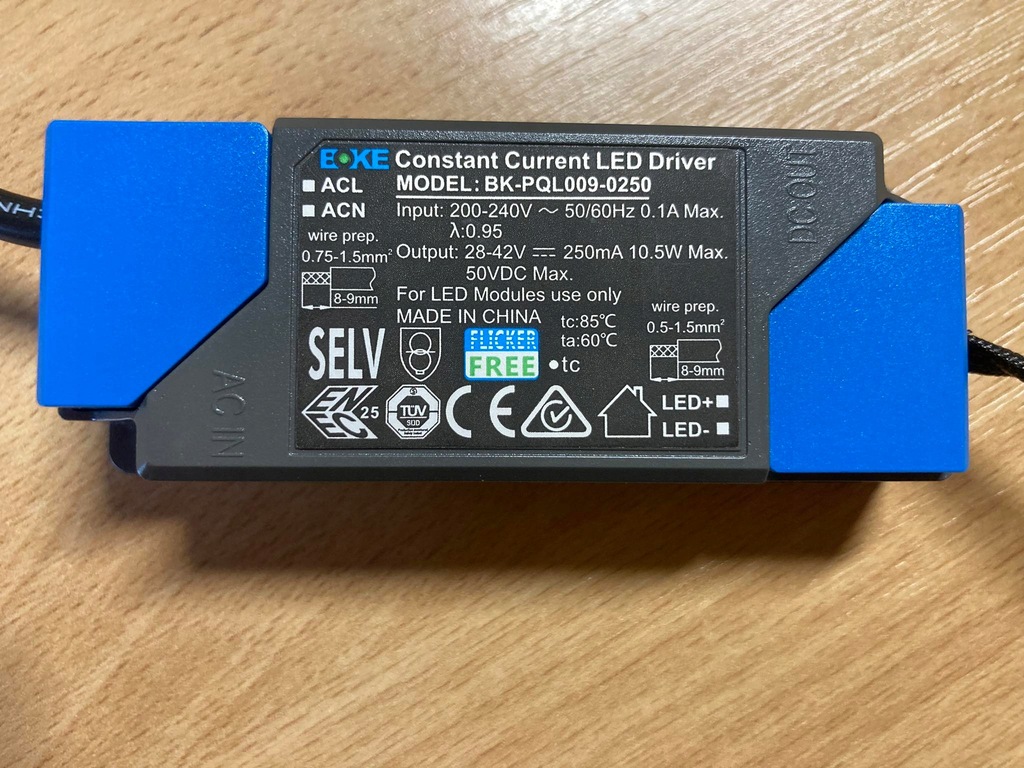 BOKE Constant Current LED Driver
MODEL: BK-PQL009-0250
ACL
ACN
Input: 200-240V ～ 50/60Hz 0.1A Max.
λ:0.95
Output: 28-42V ⎓ 250mA 10.5W Max.
50VDC Max.
For LED Modules use only
MADE IN CHINA
wire prep.
0.75-1.5mm²
8-9mm
tc:85℃
ta:60℃
•tc
wire prep.
0.5-1.5mm²
8-9mm
SELV
FLICKER
FREE
ENEC
25
TÜV
SÜD
CE
LED+
LED-
AC IN
DC OUT